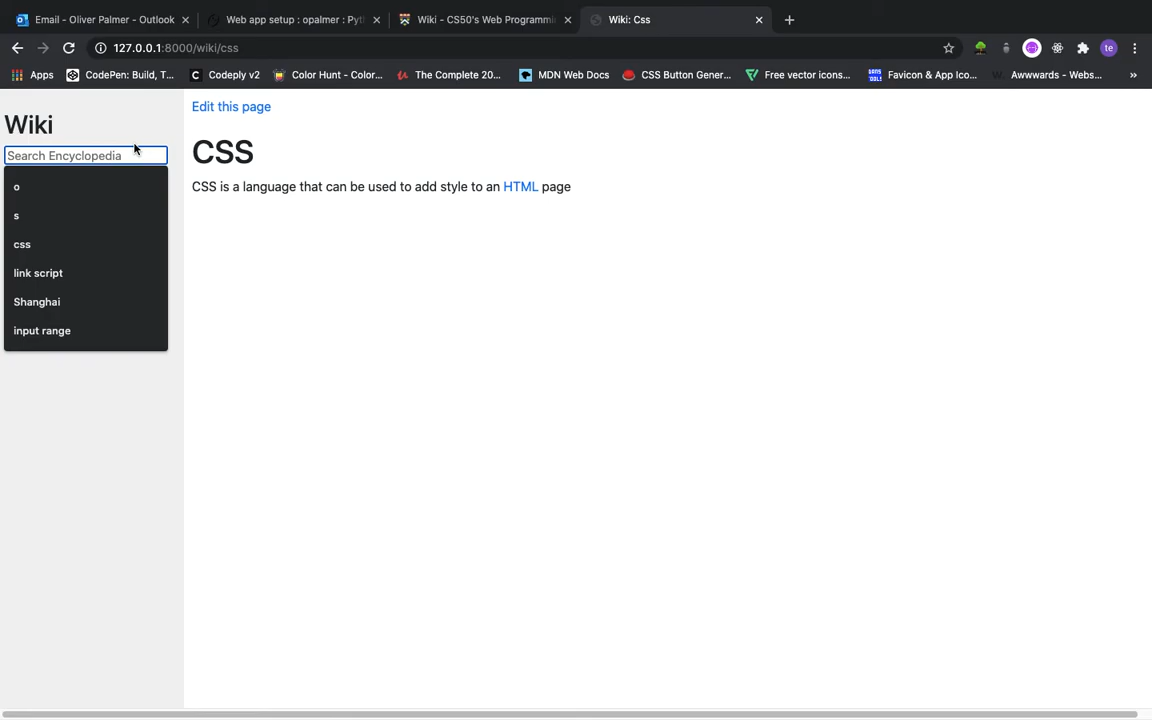 Email - Oliver Palmer - Outlook
Web app setup : opalmer : Pyt
Wiki - CS50's Web Programmi
Wiki: Css
127.0.0.1:8000/wiki/css
te
Apps
CodePen: Build, T...
Codeply v2
Color Hunt - Color...
The Complete 20...
MDN Web Docs
CSS Button Gener...
Free vector icons...
Favicon & App Ico...
Awwwards - Webs...
»
Wiki
Search Encyclopedia
o
s
css
link script
Shanghai
input range
Edit this page
CSS
CSS is a language that can be used to add style to an HTML page